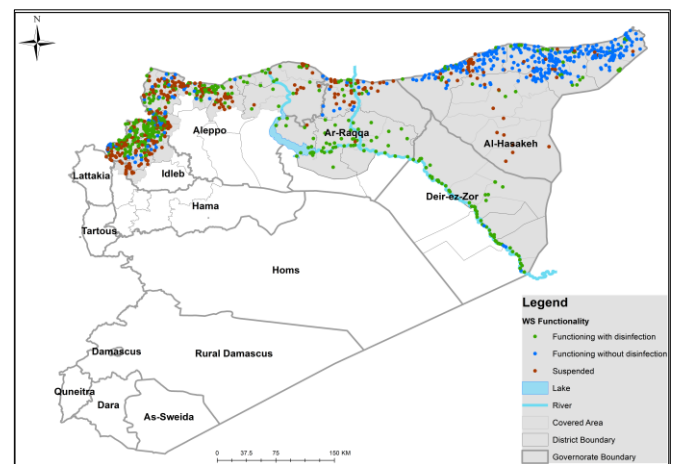 N
Aleppo
Ar-Raqqa
Al-Hasakeh
Lattakia
Idleb
Deir-ez-Zor
Hama
Tartous
Homs
Damascus
Rural Damascus
Quneitra
Dara
As-Sweida
Legend
WS Functionality
Functioning with disinfection
Functioning without disinfection
Suspended
Lake
River
Covered Area
District Boundary
Governorate Boundary
0 37.5 75 150 KM